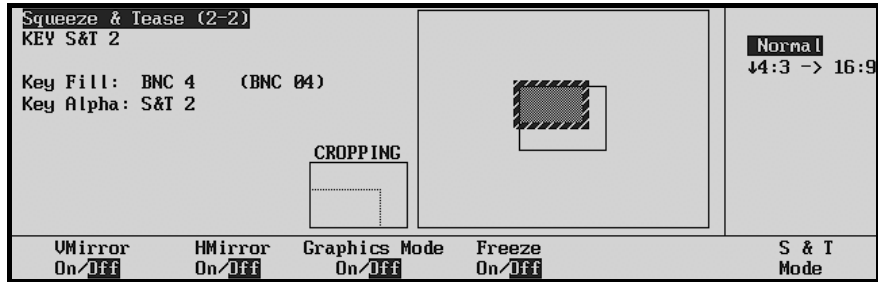 Squeeze & Tease (2-2)
KEY S&T 2
Key Fill: BNC 4 (BNC 04)
Key Alpha: S&T 2
CROPPING
Normal
↓4:3 -> 16:9
VMirror
On/Off
HMirror
On/Off
Graphics Mode
On/Off
Freeze
On/Off
S & T
Mode